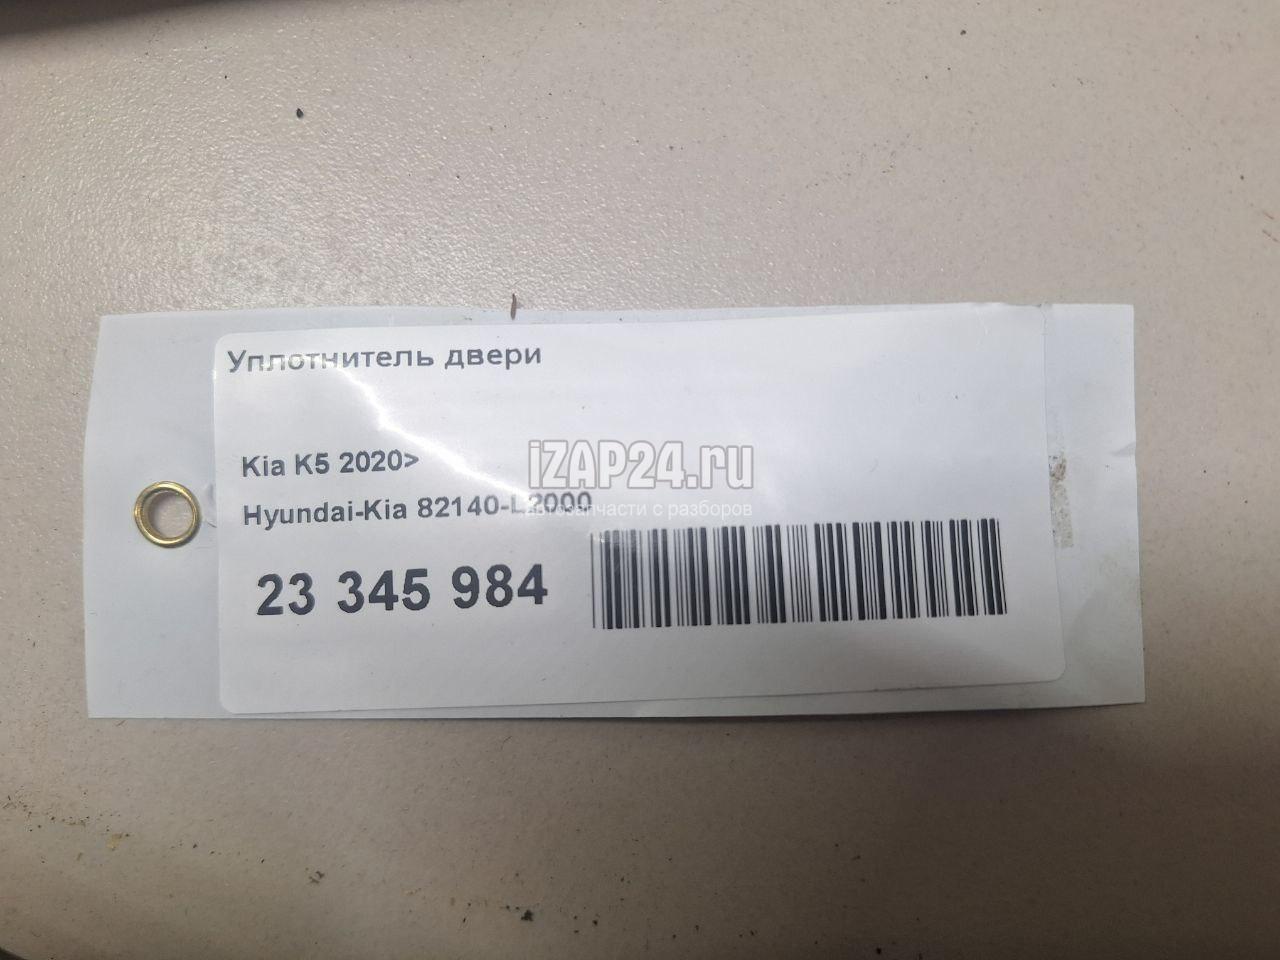 Уплотнитель двери
Kia K5 2020>
iZAP24.ru
Hyundai-Kia 82140-L2000
автозапчасти с разборов
23 345 984